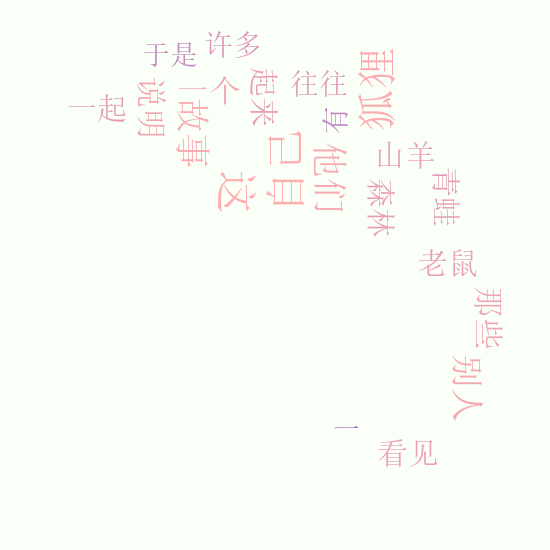 许多
于是
往往
狐狸
一个
起来
一起
说明
故事
有
自己
他们
山羊
这
青蛙
森林
老鼠
那些
别人
一
看见